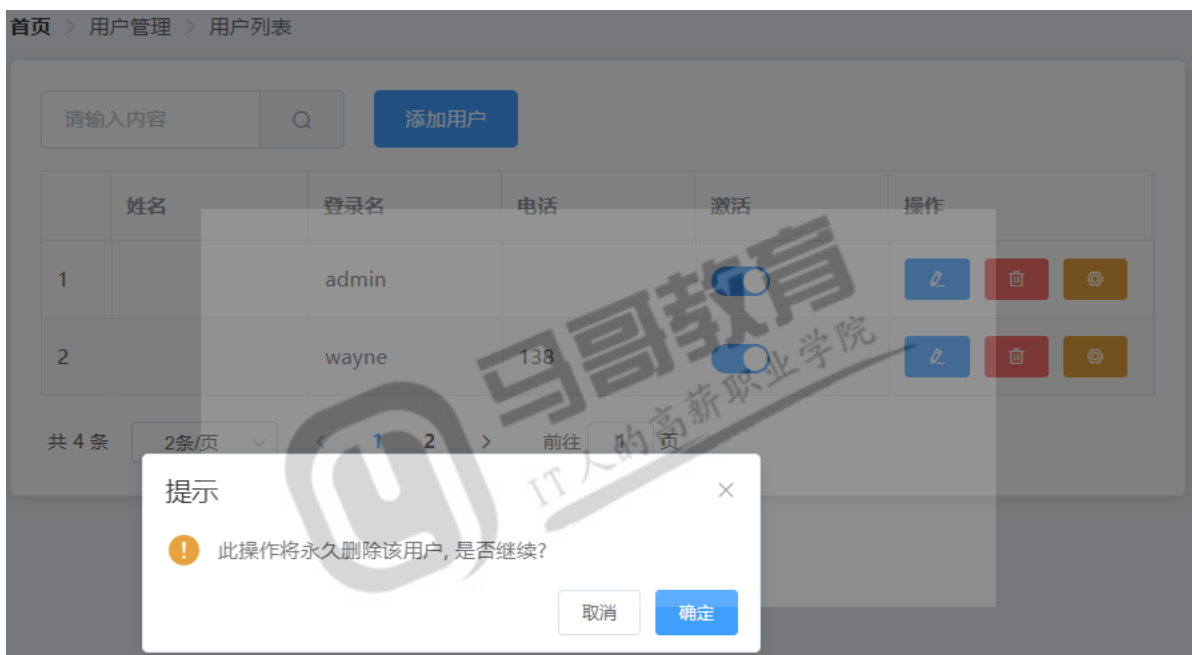 首页 > 用户管理 > 用户列表
请输入内容 添加用户
姓名 登录名 电话 激活 操作
1 admin
2 wayne 138
共 4 条 2条/页 < 1 2 > 前往 1 页
提示
此操作将永久删除该用户, 是否继续?
取消 确定
马哥教育
IT人的高薪职业学院